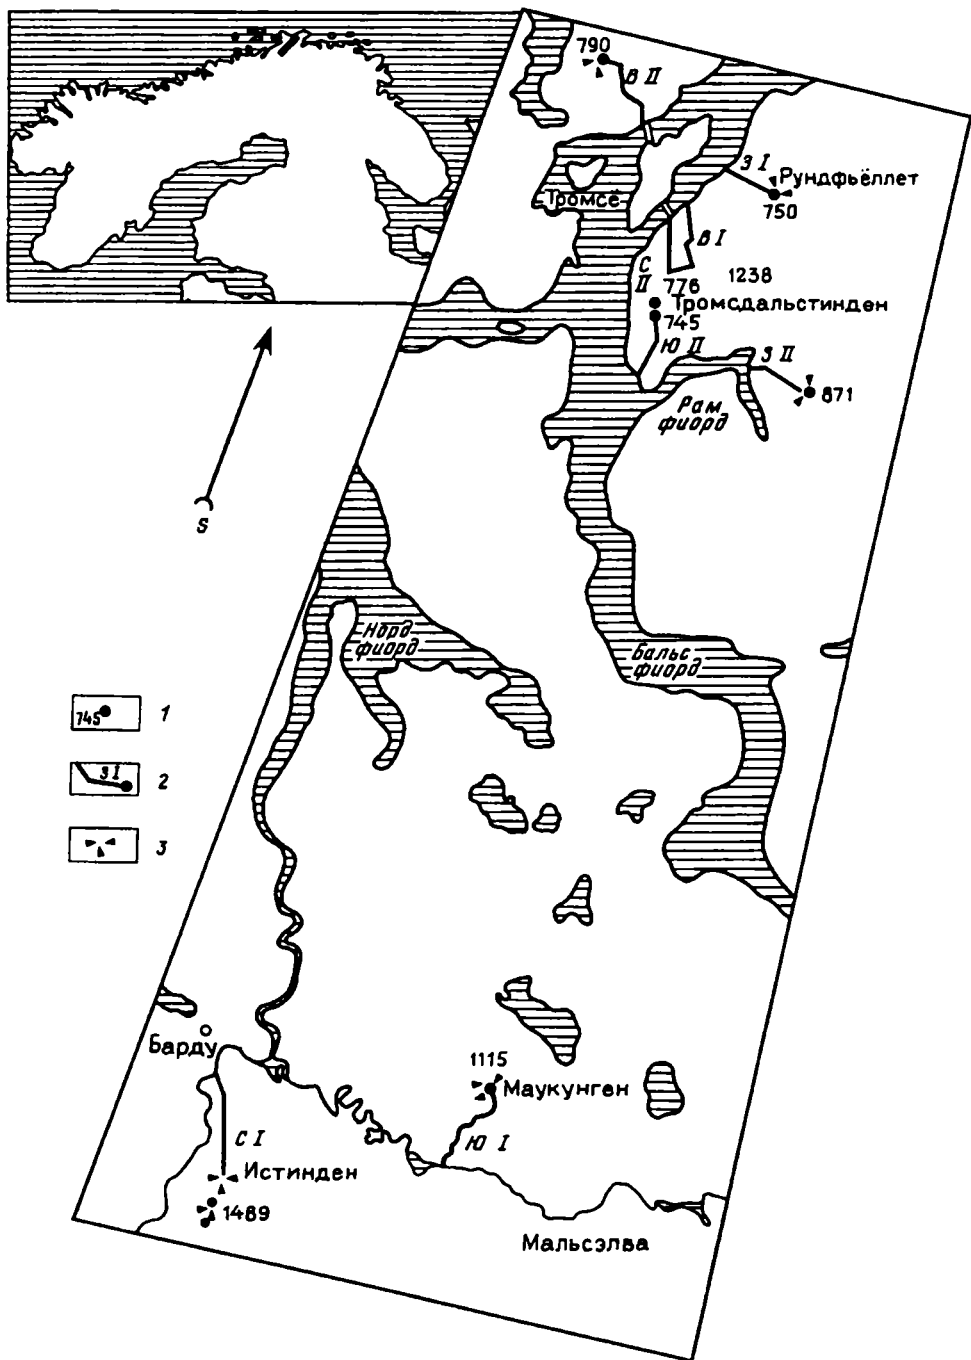 790
В II
З I
Рундфьёллет
750
Тромсё
В I
С
II
776
1238
Тромсдальстинден
745
Ю II
З II
871
Рам
фиорд
S
Норд
фиорд
Бальс
фиорд
745
1
З I
2
3
Барду
1115
Маукунген
С I
Ю I
Истинден
1489
Мальсэлва